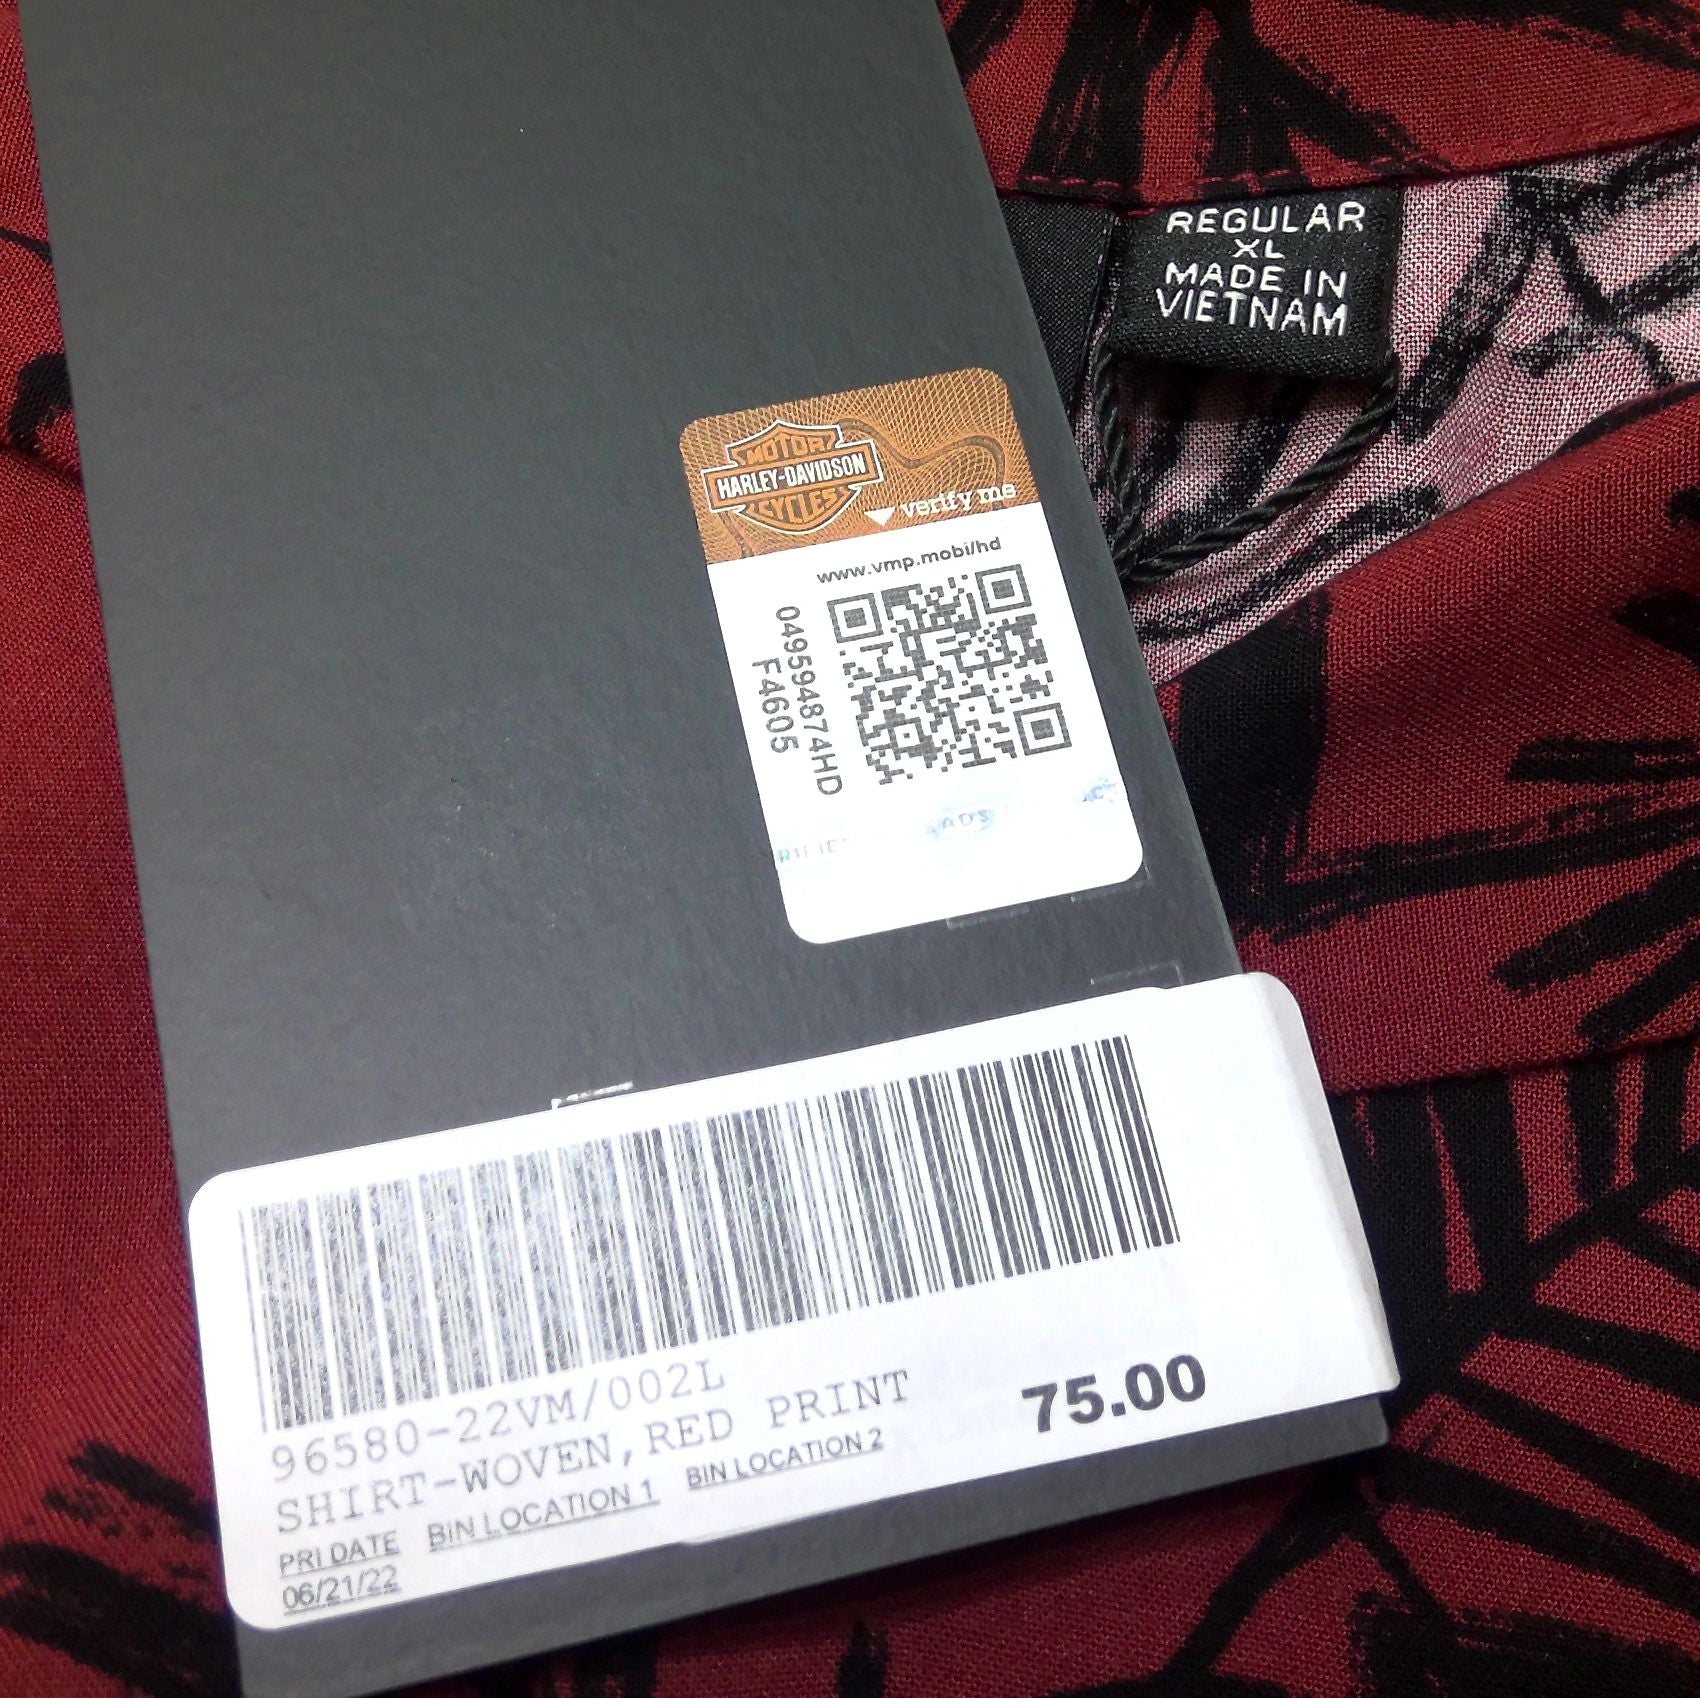 REGULAR
XL
MADE IN
VIETNAM
MOTOR
HARLEY-DAVIDSON
CYCLES
verify me
www.vmp.mobi/hd
049594874HD
F4605
96580-22VM/002L
SHIRT-WOVEN,RED PRINT
75.00
PRI DATE BIN LOCATION 1 BIN LOCATION 2
06/21/22